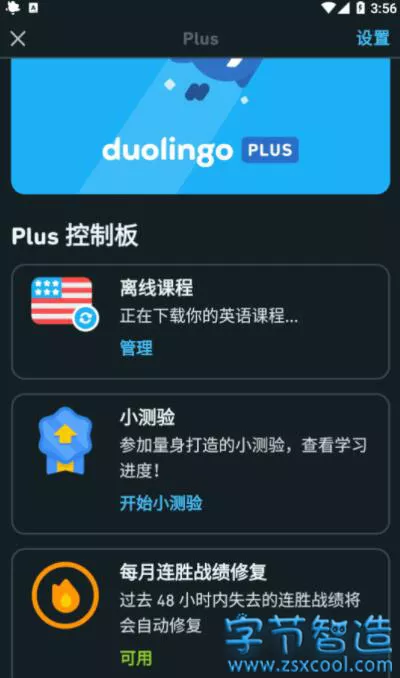 A
3:56
Plus
设置
duolingo PLUS
Plus 控制板
离线课程
正在下载你的英语课程...
管理
小测验
参加量身打造的小测验，查看学习
进度！
开始小测验
每月连胜战绩修复
过去 48 小时内失去的连胜战绩将
会自动修复
可用
字节智造
www.zsxcool.com